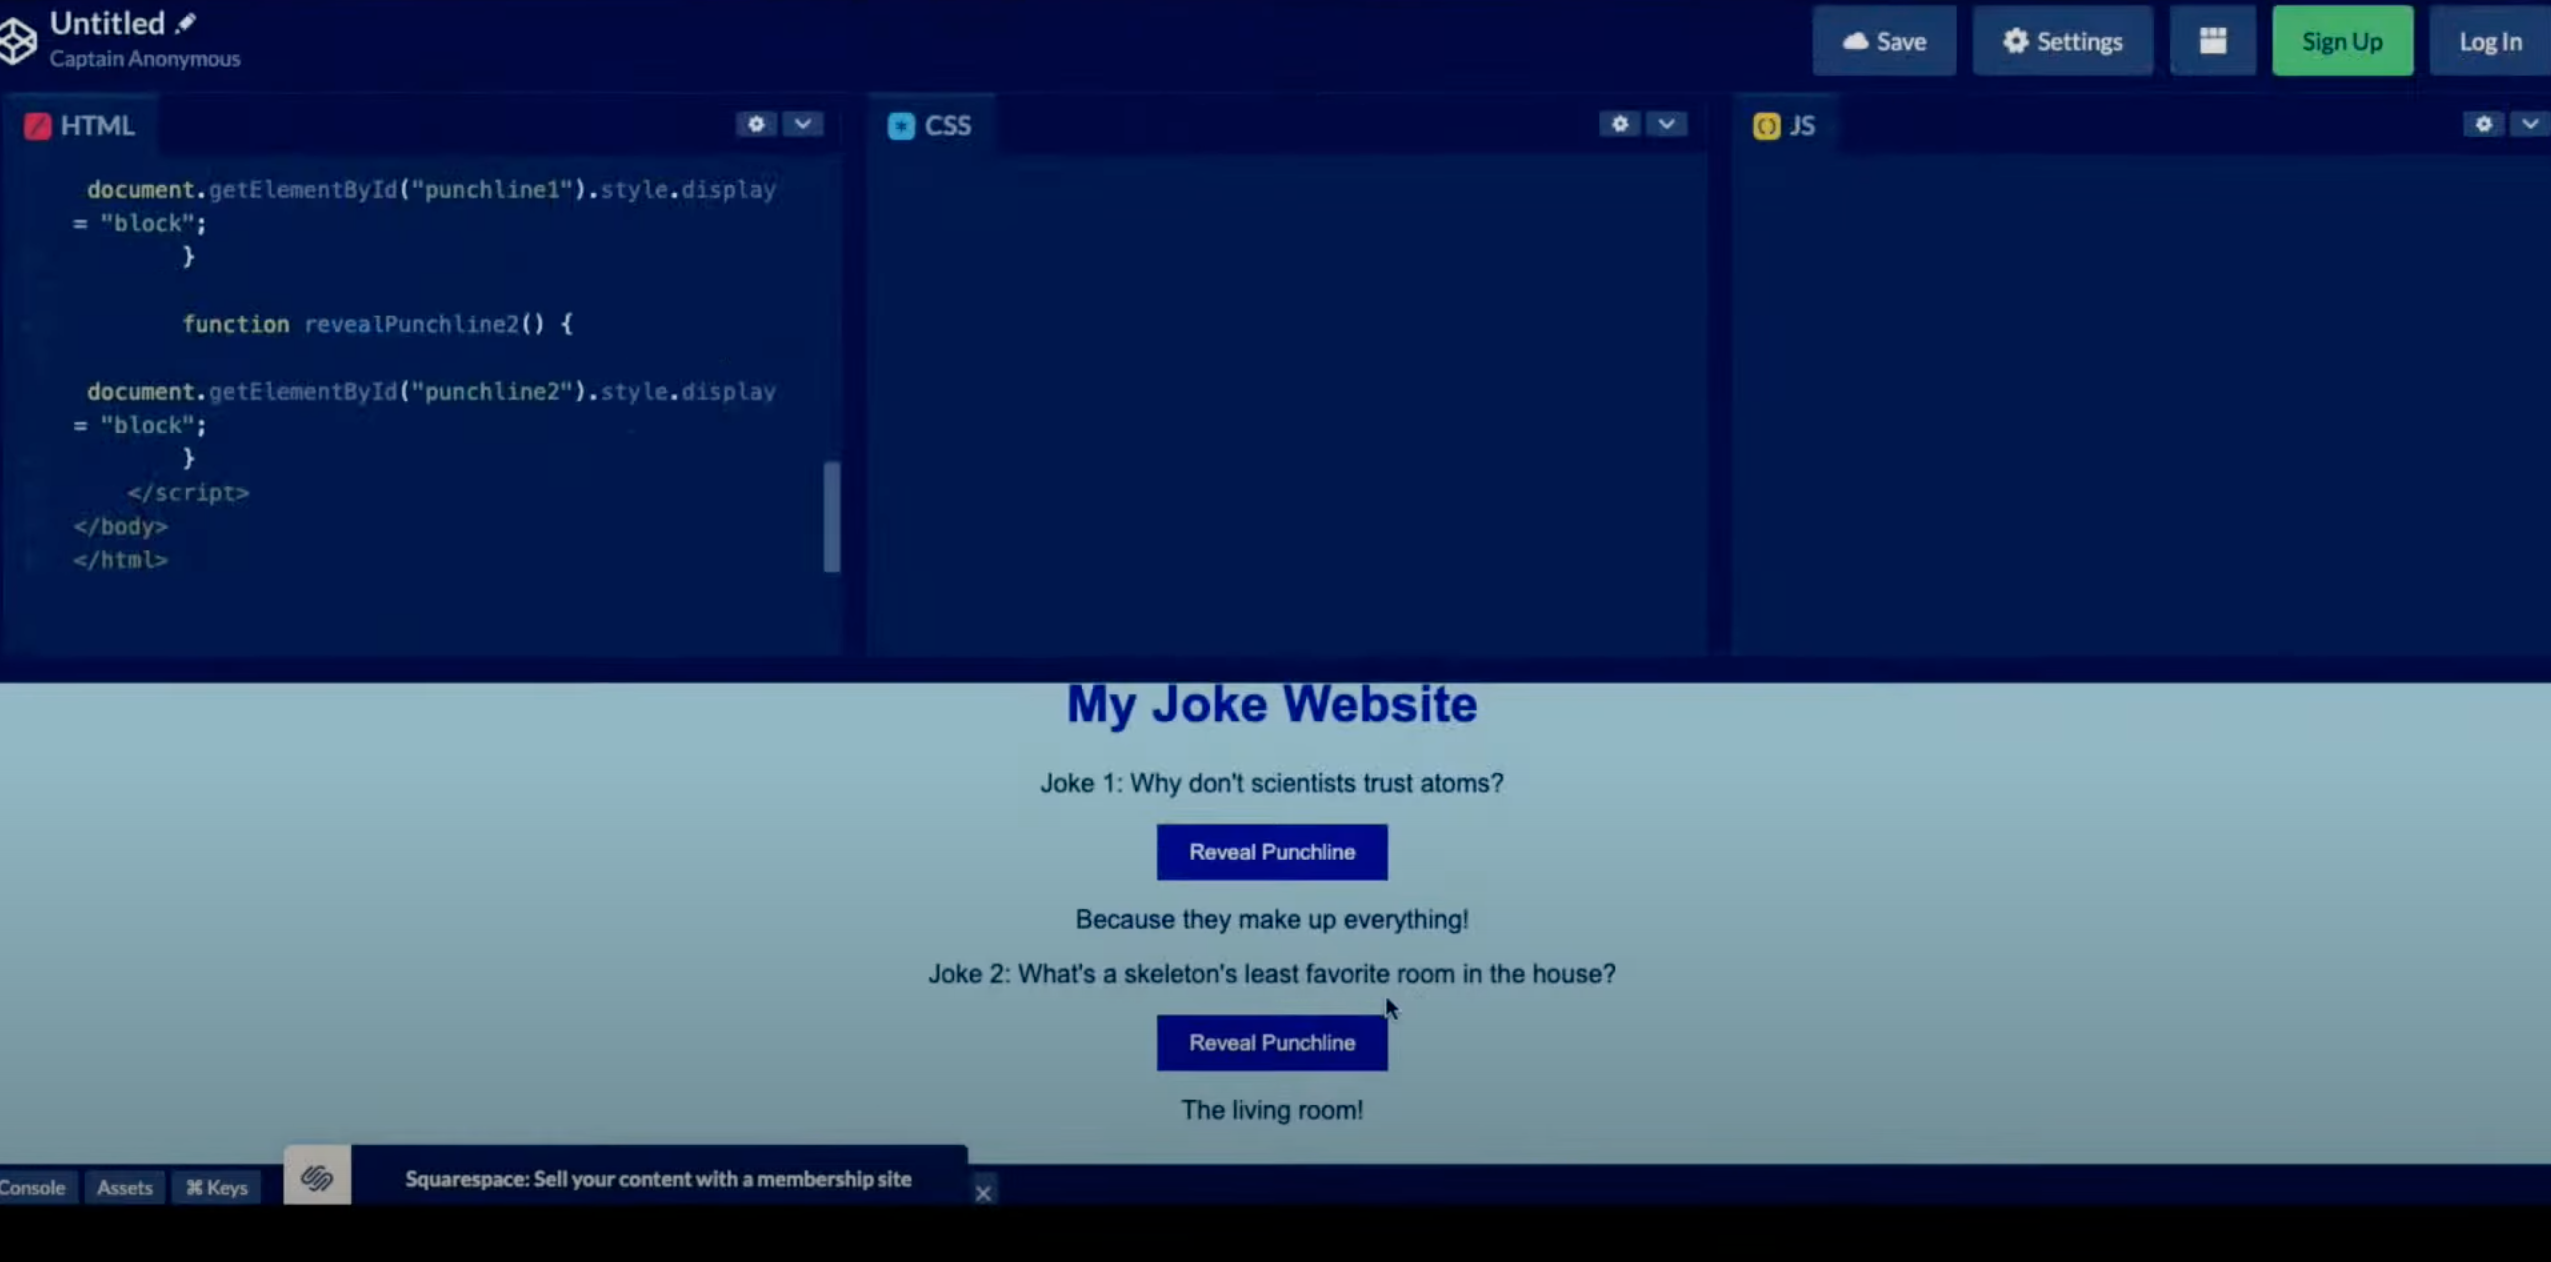 Untitled
Captain Anonymous
Save
Settings
Sign Up
Log In
HTML
CSS
JS
document.getElementById("punchline1").style.display
= "block";
}
function revealPunchline2() {
document.getElementById("punchline2").style.display
= "block";
}
</script>
</body>
</html>
My Joke Website
Joke 1: Why don't scientists trust atoms?
Reveal Punchline
Because they make up everything!
Joke 2: What's a skeleton's least favorite room in the house?
Reveal Punchline
The living room!
Console
Assets
⌘ Keys
Squarespace: Sell your content with a membership site